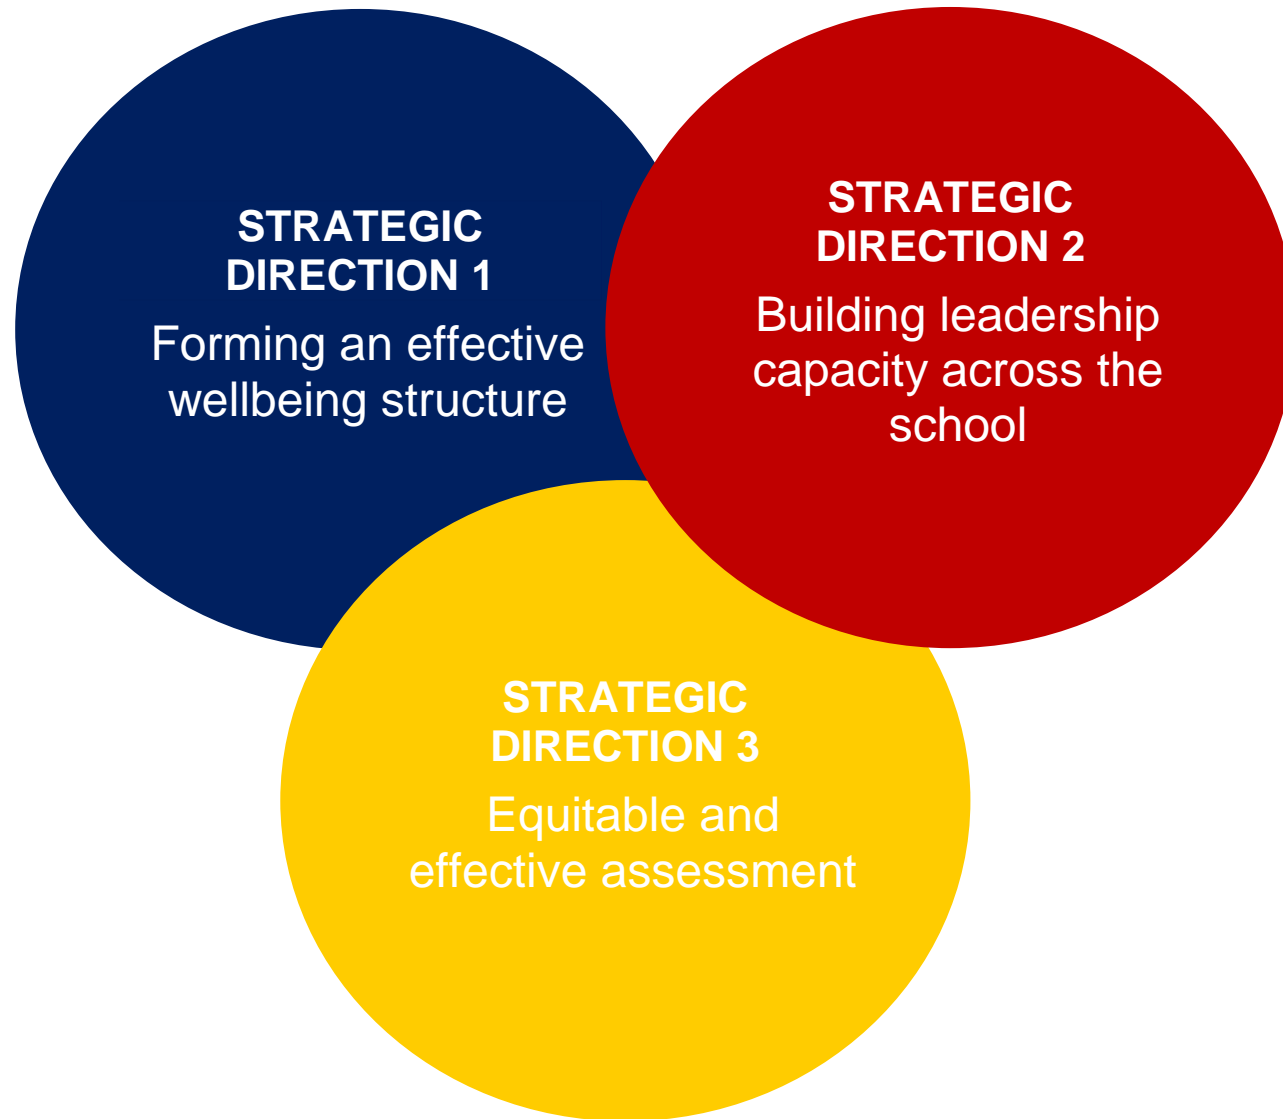 STRATEGIC
DIRECTION 1
Forming an effective
wellbeing structure
STRATEGIC
DIRECTION 2
Building leadership
capacity across the
school
STRATEGIC
DIRECTION 3
Equitable and
effective assessment